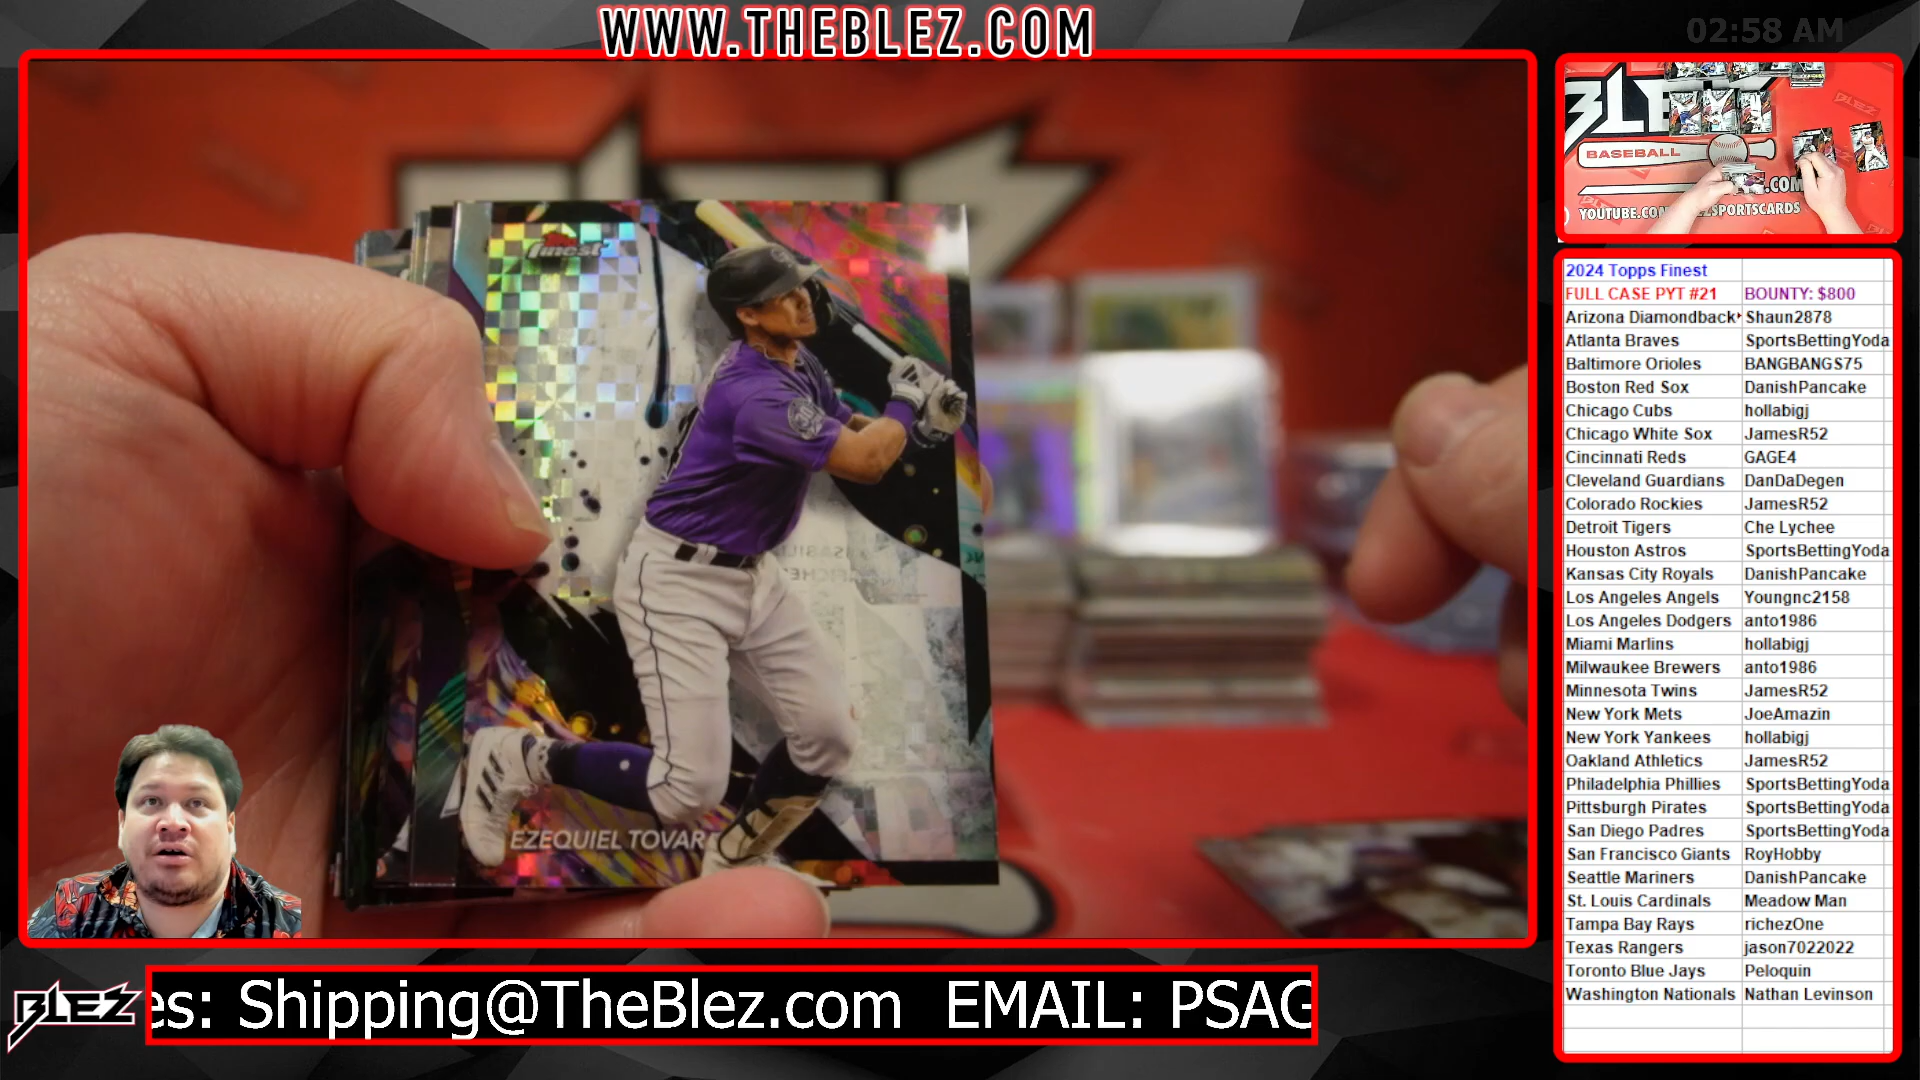 WWW.THEBLEZ.COM
02:58 AM
Topps
Finest
EZEQUIEL TOVAR
BASEBALL
.COM
2024 Topps Finest
FULL CASE PYT #21 BOUNTY: $800
Arizona Diamondback Shaun2878
Atlanta Braves SportsBettingYoda
Baltimore Orioles BANGBANGS75
Boston Red Sox DanishPancake
Chicago Cubs hollabigj
Chicago White Sox JamesR52
Cincinnati Reds GAGE4
Cleveland Guardians DanDaDegen
Colorado Rockies JamesR52
Detroit Tigers Che Lychee
Houston Astros SportsBettingYoda
Kansas City Royals DanishPancake
Los Angeles Angels Youngnc2158
Los Angeles Dodgers anto1986
Miami Marlins hollabigj
Milwaukee Brewers anto1986
Minnesota Twins JamesR52
New York Mets JoeAmazin
New York Yankees hollabigj
Oakland Athletics JamesR52
Philadelphia Phillies SportsBettingYoda
Pittsburgh Pirates SportsBettingYoda
San Diego Padres SportsBettingYoda
San Francisco Giants RoyHobby
Seattle Mariners DanishPancake
St. Louis Cardinals Meadow Man
Tampa Bay Rays richezOne
Texas Rangers jason7022022
Toronto Blue Jays Peloquin
Washington Nationals Nathan Levinson
BLEZ
es: Shipping@TheBlez.com EMAIL: PSAG